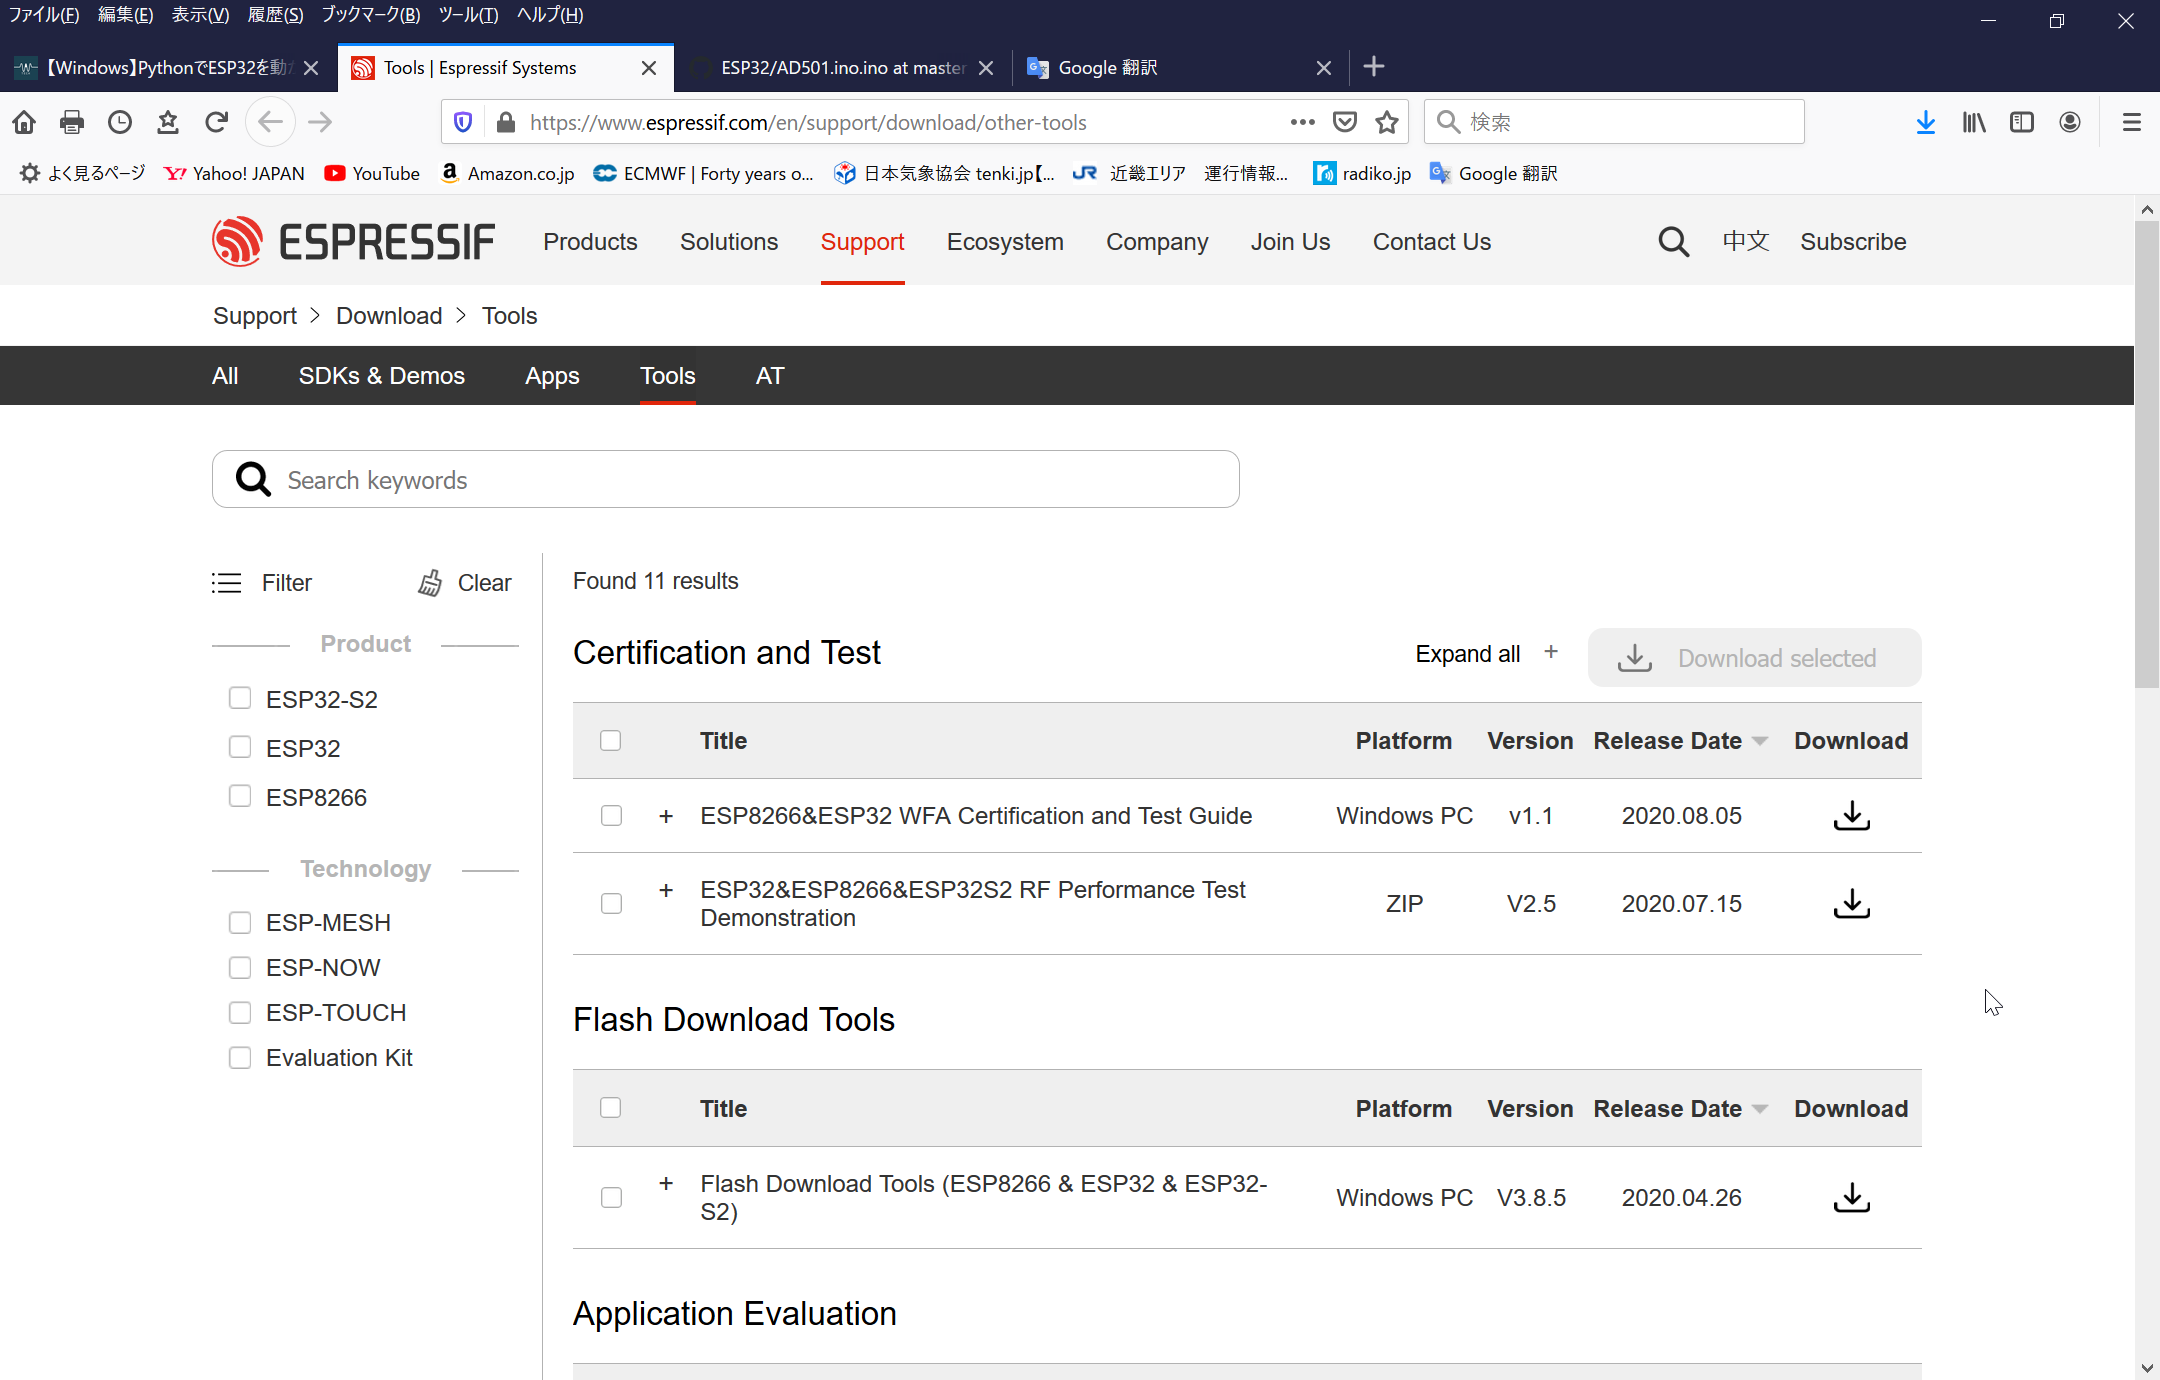 ファイル(F) 編集(E) 表示(V) 履歴(S) ブックマーク(B) ツール(T) ヘルプ(H)
【Windows】PythonでESP32を動か Tools | Espressif Systems ESP32/AD501.ino.ino at master Google 翻訳
https://www.espressif.com/en/support/download/other-tools 検索
よく見るページ Yahoo! JAPAN YouTube Amazon.co.jp ECMWF | Forty years o... 日本気象協会 tenki.jp【... JR 近畿エリア 運行情報... radiko.jp Google 翻訳
ESPRESSIF Products Solutions Support Ecosystem Company Join Us Contact Us 中文 Subscribe
Support > Download > Tools
All SDKs & Demos Apps Tools AT
Search keywords
Filter Clear
Found 11 results
Product
Certification and Test Expand all + Download selected
ESP32-S2
ESP32
ESP8266
Title Platform Version Release Date Download
+ ESP8266&ESP32 WFA Certification and Test Guide Windows PC v1.1 2020.08.05
Technology
+ ESP32&ESP8266&ESP32S2 RF Performance Test
Demonstration ZIP V2.5 2020.07.15
ESP-MESH
ESP-NOW
ESP-TOUCH
Evaluation Kit
Flash Download Tools
Title Platform Version Release Date Download
+ Flash Download Tools (ESP8266 & ESP32 & ESP32-
S2) Windows PC V3.8.5 2020.04.26
Application Evaluation